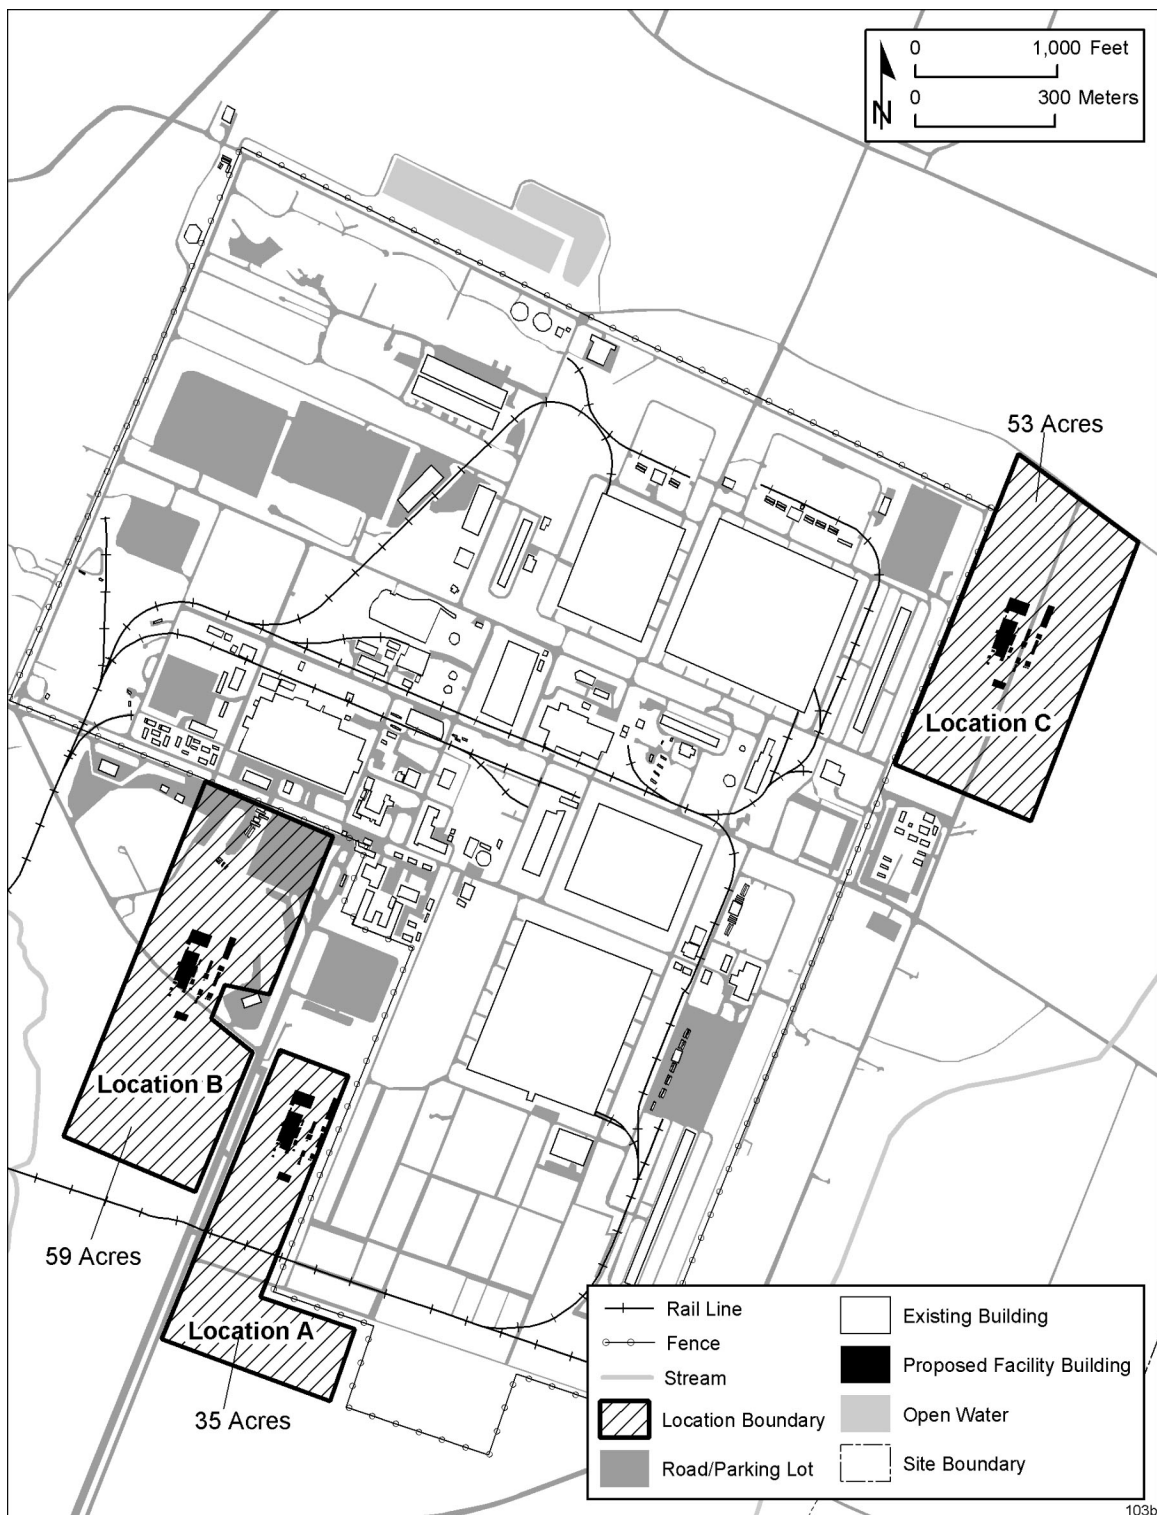 0 1,000 Feet
0 300 Meters
N
53 Acres
Location C
Location B
59 Acres
Location A
35 Acres
Rail Line
Fence
Stream
Location Boundary
Road/Parking Lot
Existing Building
Proposed Facility Building
Open Water
Site Boundary
103b